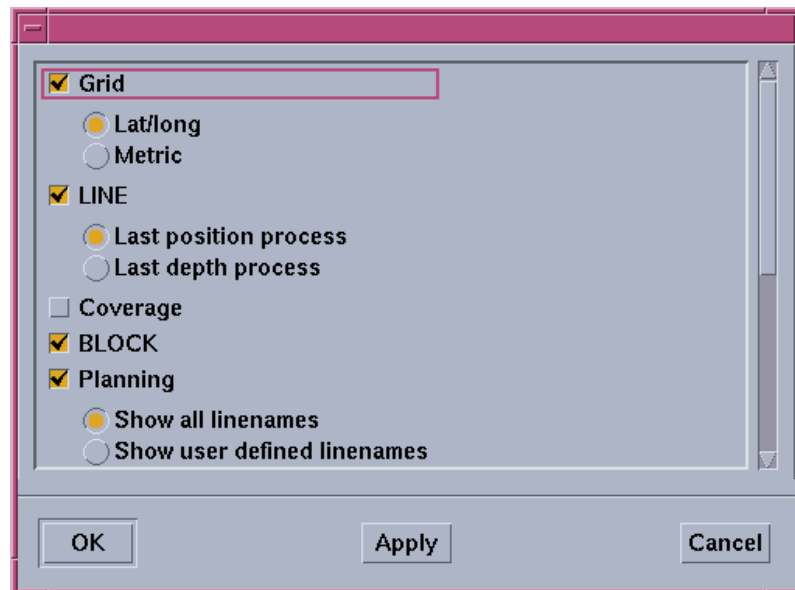 Grid
Lat/long
Metric
LINE
Last position process
Last depth process
Coverage
BLOCK
Planning
Show all linenames
Show user defined linenames
OK Apply Cancel